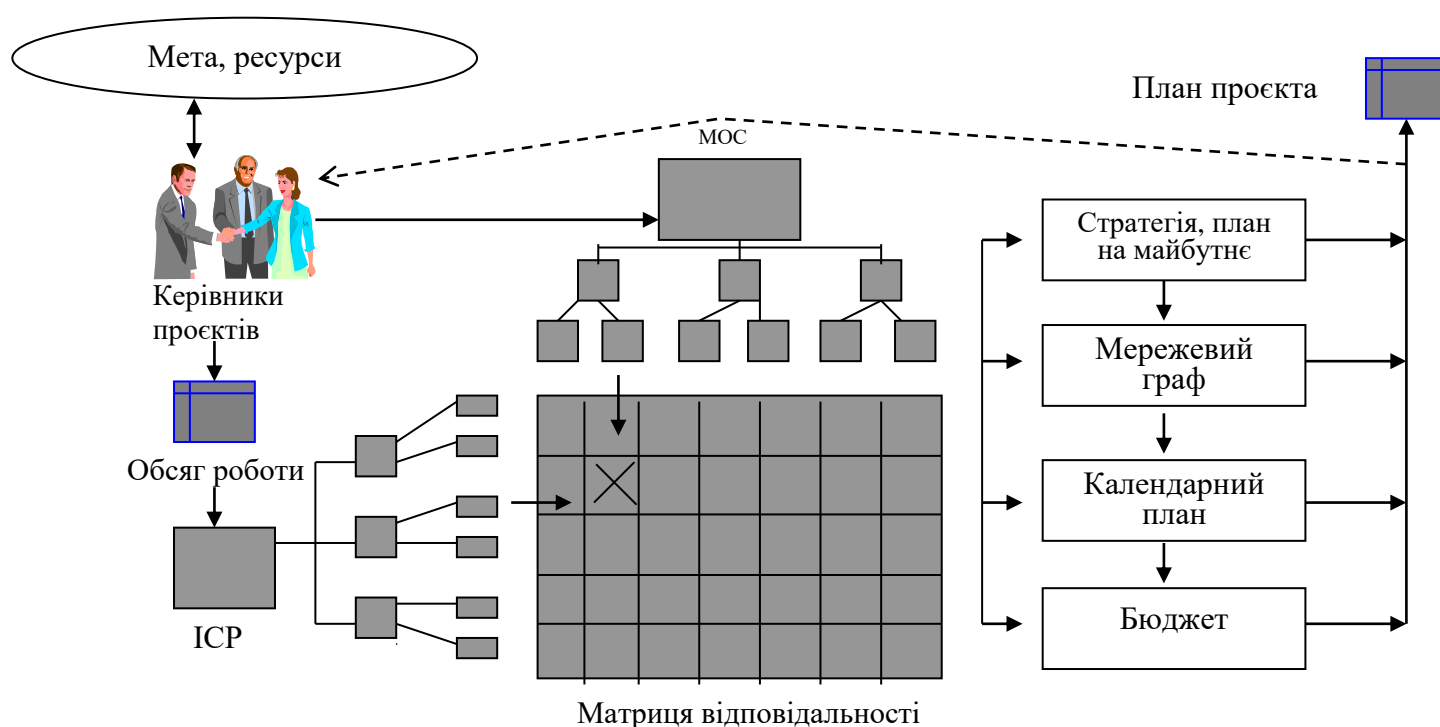 Мета, ресурси
План проєкта
МОС
Стратегія, план
на майбутнє
Керівники
проєктів
Мережевий
граф
Обсяг роботи
Календарний
план
ІСР
Бюджет
Матриця відповідальності